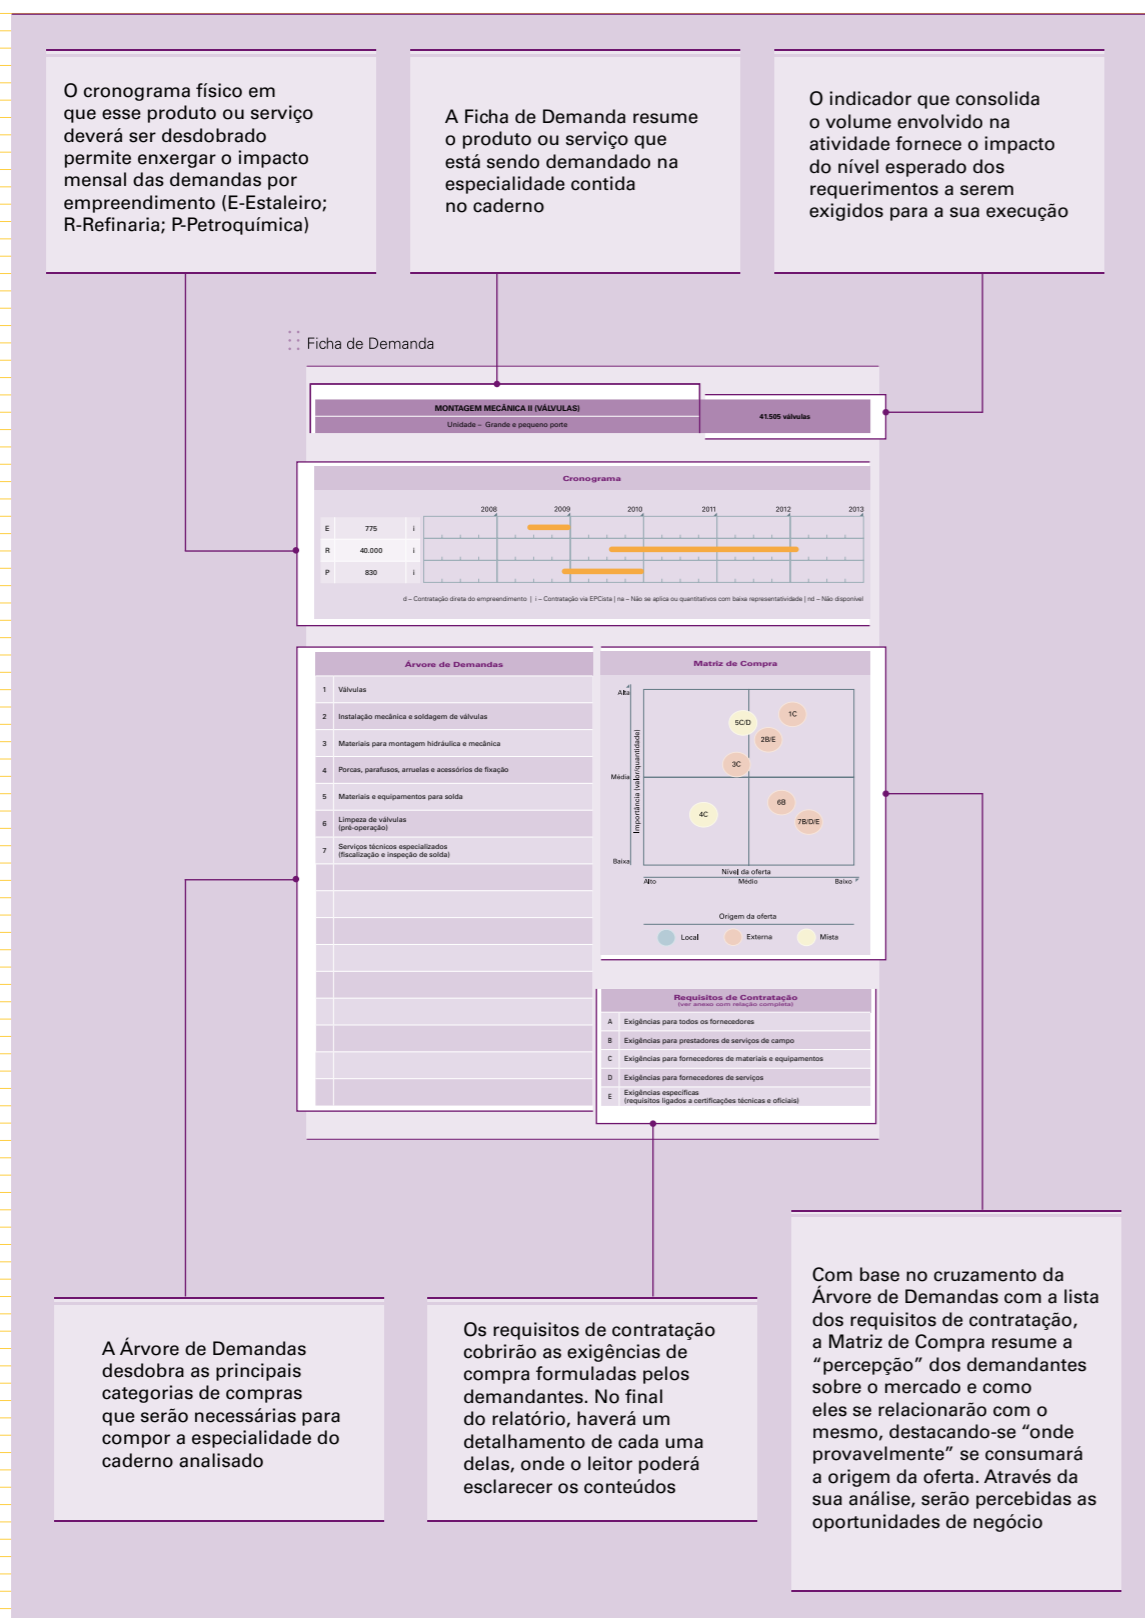 O cronograma físico em
que esse produto ou serviço
deverá ser desdobrado
permite enxergar o impacto
mensal das demandas por
empreendimento (E-Estaleiro;
R-Refinaria; P-Petroquímica)
A Ficha de Demanda resume
o produto ou serviço que
está sendo demandado na
especialidade contida
no caderno
O indicador que consolida
o volume envolvido na
atividade fornece o impacto
do nível esperado dos
requerimentos a serem
exigidos para a sua execução
Ficha de Demanda
MONTAGEM MECÂNICA II (VÁLVULAS)
Unidade – Grande e pequeno porte
41.505 válvulas
Cronograma
2008 2009 2010 2011 2012 2013
E 775 i
R 40.000 i
P 830 i
d – Contratação direta do empreendimento | i – Contratação via EPCista | na – Não se aplica ou quantitativos com baixa representatividade | nd – Não disponível
Árvore de Demandas
1 Válvulas
2 Instalação mecânica e soldagem de válvulas
3 Materiais para montagem hidráulica e mecânica
4 Porcas, parafusos, arruelas e acessórios de fixação
5 Materiais e equipamentos para solda
6 Limpeza de válvulas
(pré-operação)
7 Serviços técnicos especializados
(fiscalização e inspeção de solda)
Matriz de Compra
Alta
Média
Baixa
Importância (valor/quantidade)
5C/D
1C
2B/E
3C
4C
6B
7B/D/E
Nível da oferta
Alto Médio Baixo
Origem da oferta
Local Externa Mista
Requisitos de Contratação
(ver anexo com relação completa)
A Exigências para todos os fornecedores
B Exigências para prestadores de serviços de campo
C Exigências para fornecedores de materiais e equipamentos
D Exigências para fornecedores de serviços
E Exigências específicas
(requisitos ligados a certificações técnicas e oficiais)
A Árvore de Demandas
desdobra as principais
categorias de compras
que serão necessárias para
compor a especialidade do
caderno analisado
Os requisitos de contratação
cobrirão as exigências de
compra formuladas pelos
demandantes. No final
do relatório, haverá um
detalhamento de cada uma
delas, onde o leitor poderá
esclarecer os conteúdos
Com base no cruzamento da
Árvore de Demandas com a lista
dos requisitos de contratação,
a Matriz de Compra resume a
“percepção” dos demandantes
sobre o mercado e como
eles se relacionarão com o
mesmo, destacando-se “onde
provavelmente” se consumará
a origem da oferta. Através da
sua análise, serão percebidas as
oportunidades de negócio